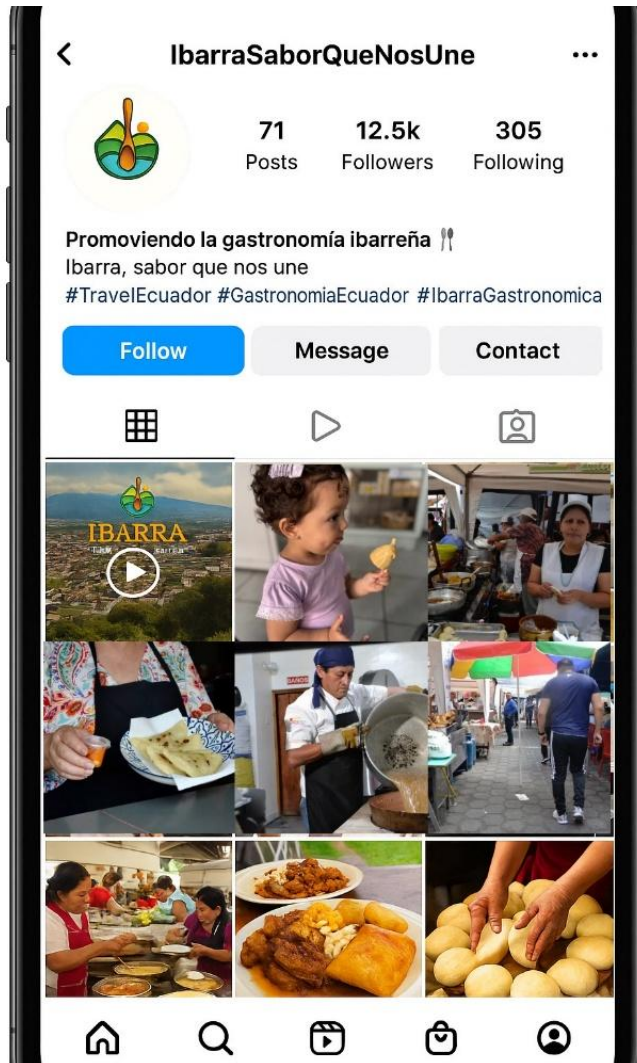 IbarraSaborQueNosUne
71 12.5k 305
Posts Followers Following
Promoviendo la gastronomía ibarreña
Ibarra, sabor que nos une
#TravelEcuador #GastronomiaEcuador #IbarraGastronomica
Follow Message Contact
IBARRA
BAÑOS